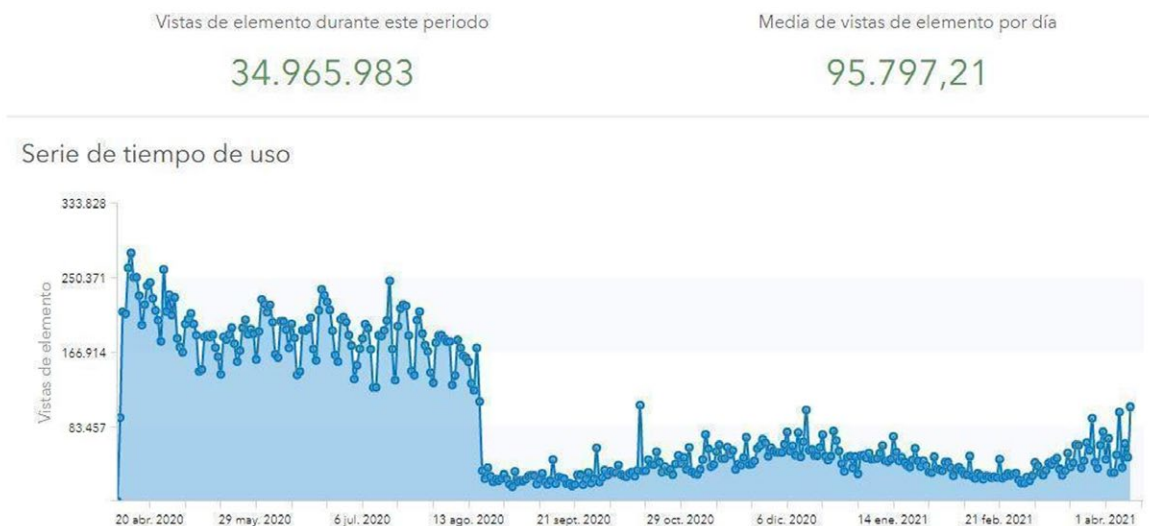 Vistas de elemento durante este periodo
Media de vistas de elemento por día
34.965.983
95.797,21
Serie de tiempo de uso
333.828
250.371
166.914
83.457
Vistas de elemento
20 abr. 2020
29 may. 2020
6 jul. 2020
13 ago. 2020
21 sept. 2020
29 oct. 2020
6 dic. 2020
14 ene. 2021
21 feb. 2021
1 abr. 2021